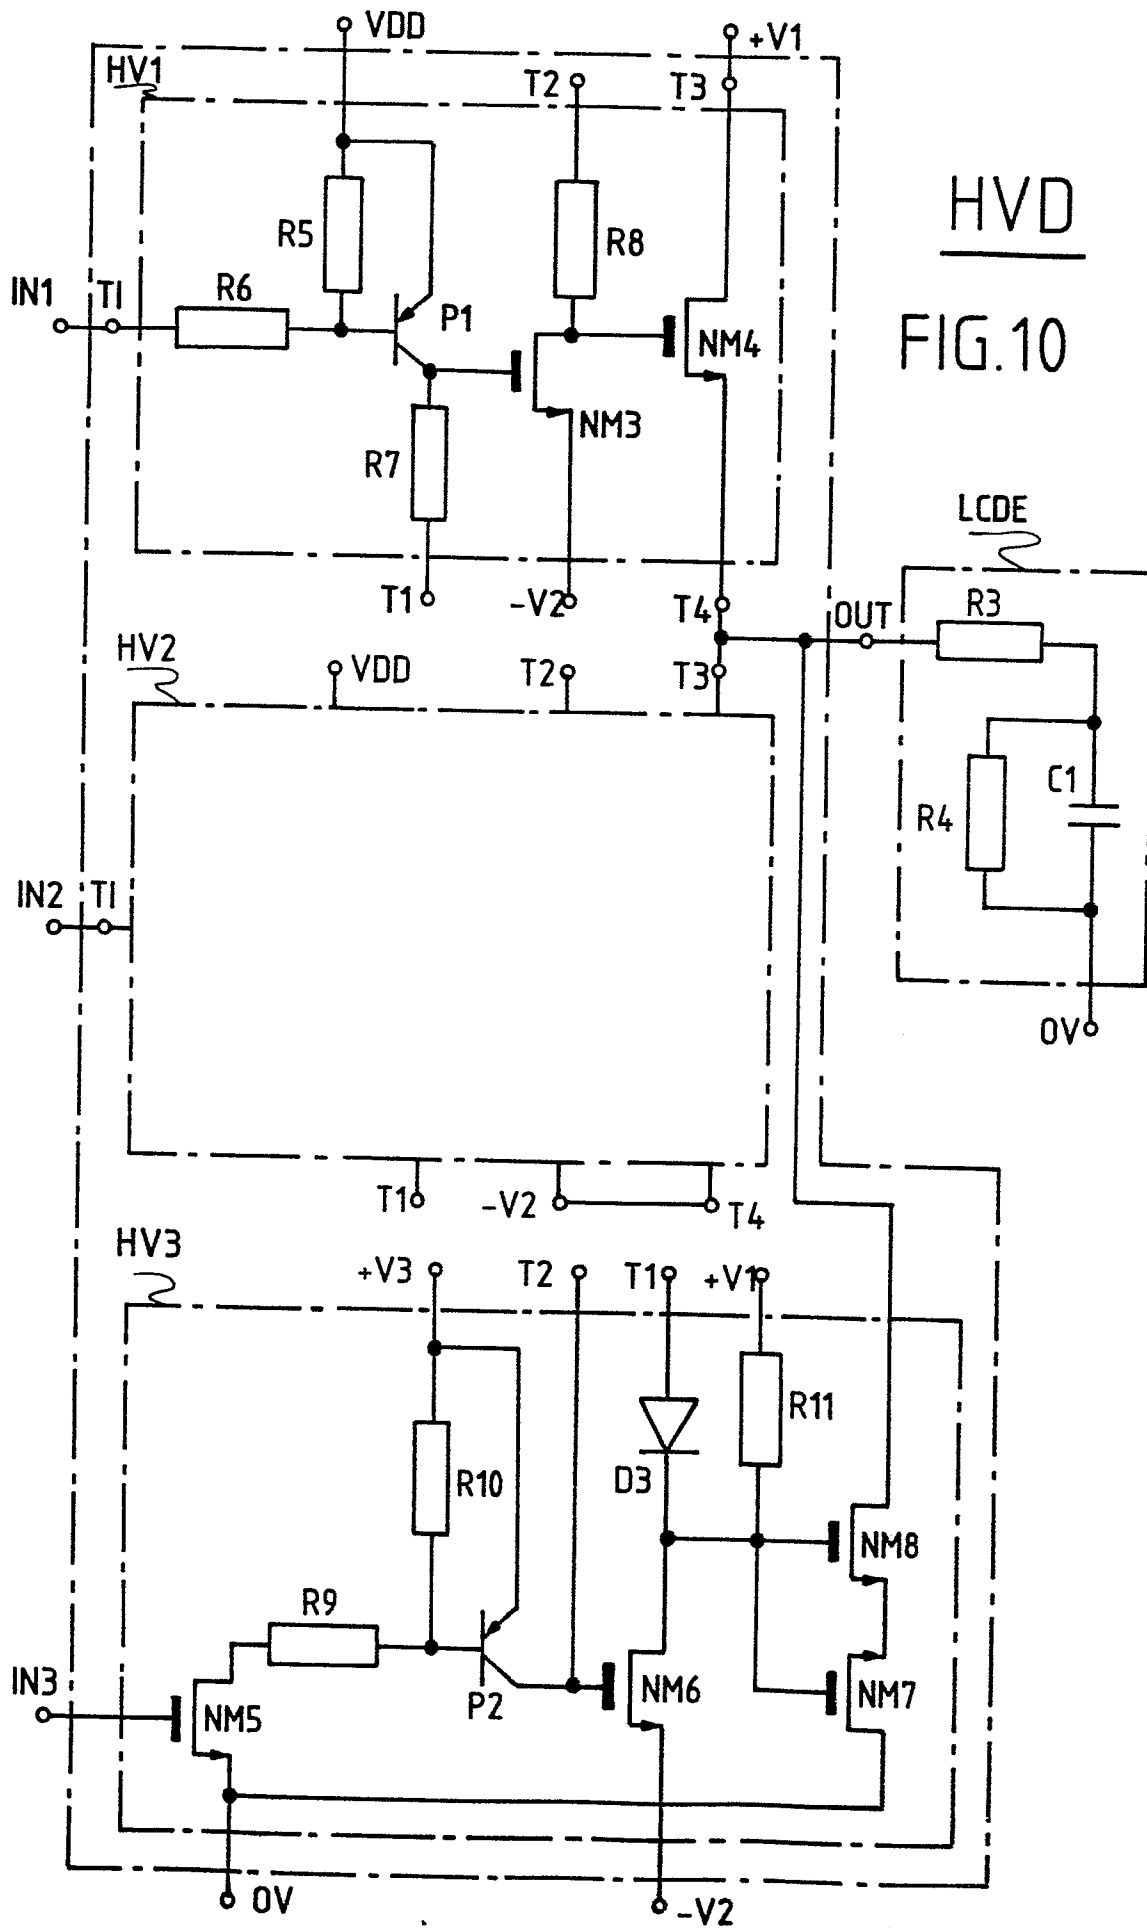 VDD
+V1
HV1
T2
T3
HVD
R5
R8
IN1
TI
R6
P1
NM4
FIG.10
NM3
R7
LCDE
T1
-V2
T4
OUT
R3
HV2
VDD
T2
T3
C1
R4
IN2
TI
0V
T1
-V2
T4
HV3
+V3
T2
T1
+V1
R11
R10
D3
NM8
R9
IN3
NM5
P2
NM6
NM7
0V
-V2